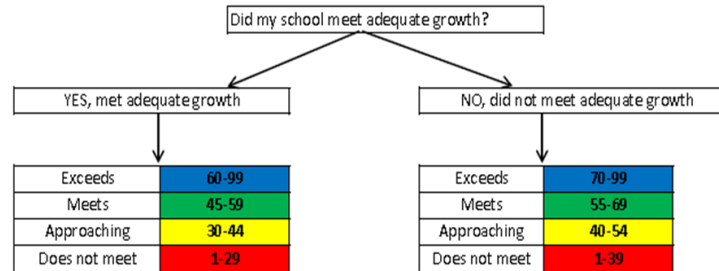 Did my school meet adequate growth?
YES, met adequate growth
NO, did not meet adequate growth
Exceeds 60-99
Meets 45-59
Approaching 30-44
Does not meet 1-29
Exceeds 70-99
Meets 55-69
Approaching 40-54
Does not meet 1-39